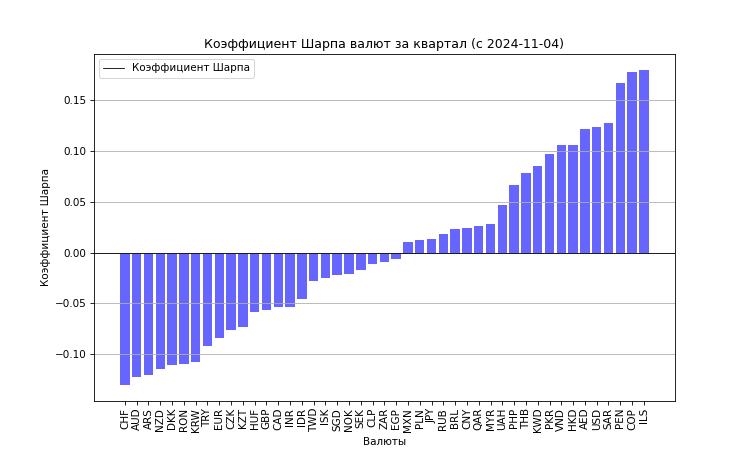 Коэффициент Шарпа валют за квартал (с 2024-11-04)
Коэффициент Шарпа
Коэффициент Шарпа
0.15
0.10
0.05
0.00
−0.05
−0.10
CHF
AUD
ARS
NZD
DKK
RON
KRW
TRY
EUR
CZK
KZT
HUF
GBP
CAD
INR
IDR
TWD
ISK
SGD
NOK
SEK
CLP
ZAR
EGP
MXN
PLN
JPY
RUB
BRL
CNY
QAR
MYR
UAH
PHP
THB
KWD
PKR
VND
HKD
AED
USD
SAR
PEN
COP
ILS
Валюты